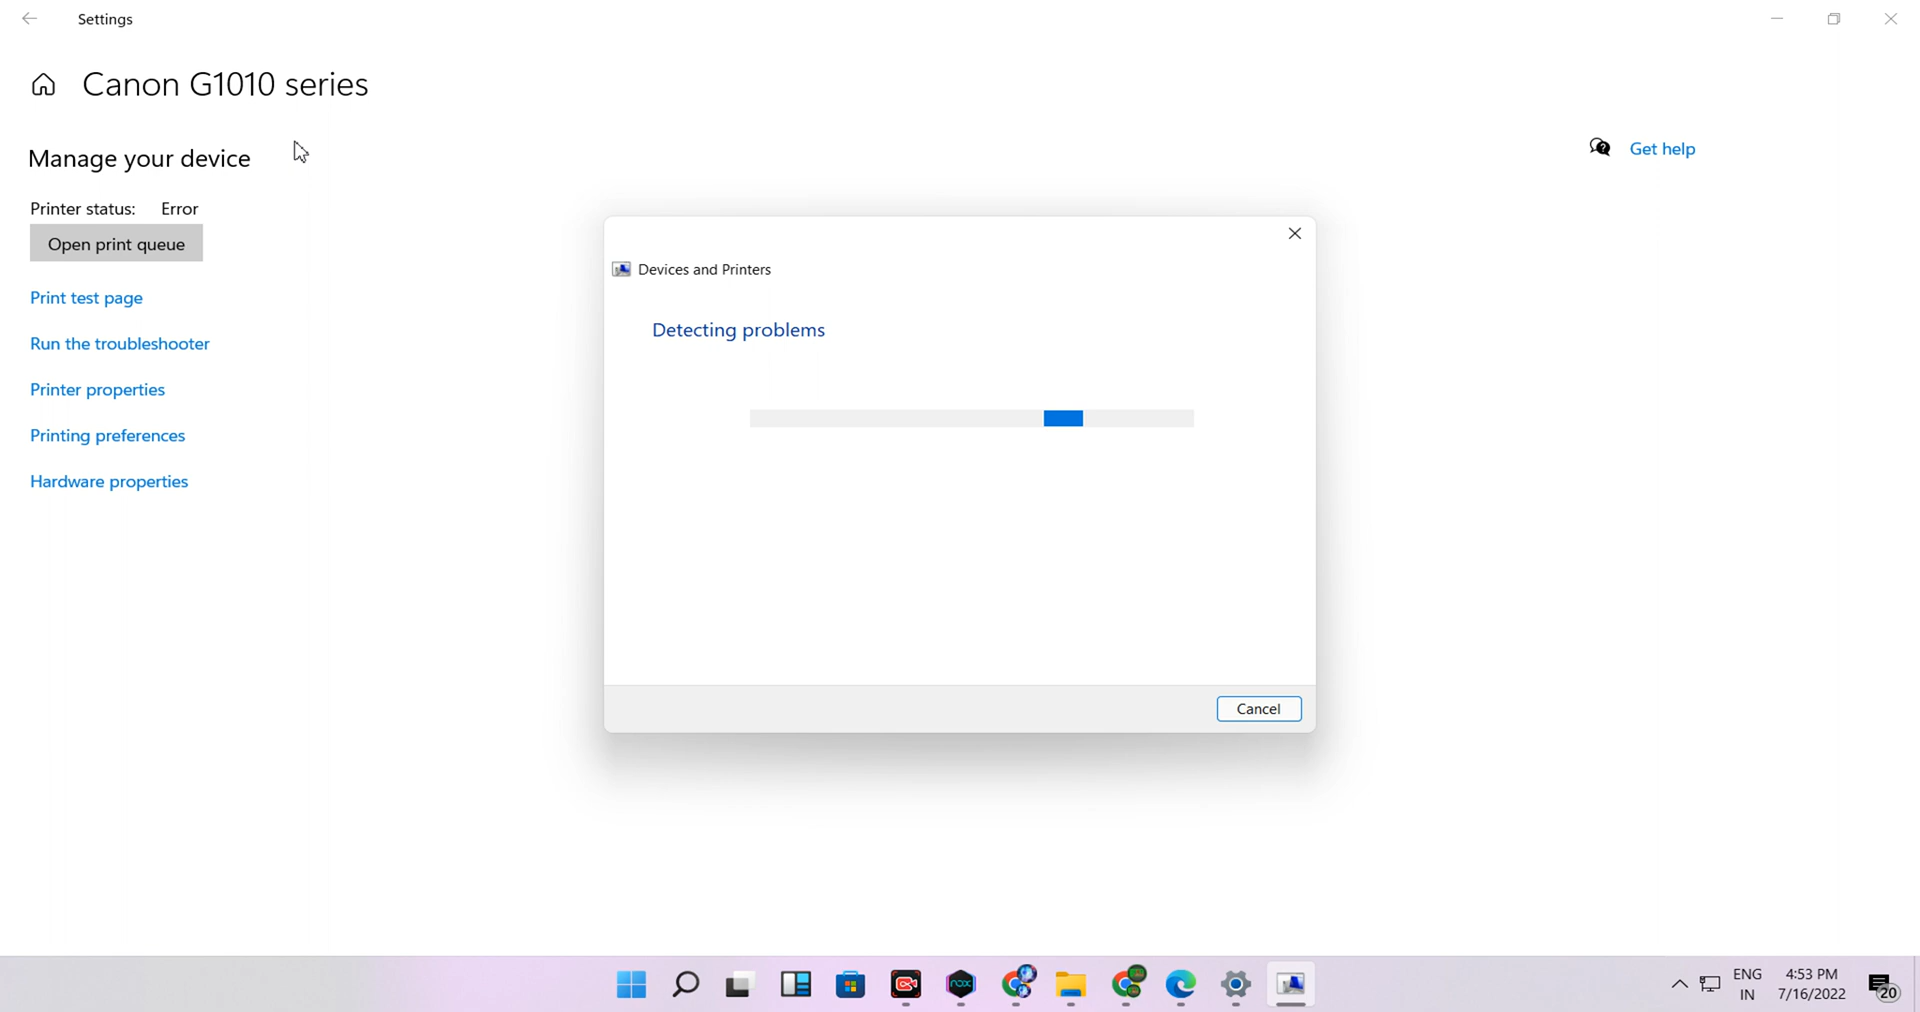 Settings
Canon G1010 series
Manage your device
Get help
Printer status: Error
Open print queue
Print test page
Run the troubleshooter
Printer properties
Printing preferences
Hardware properties
Devices and Printers
Detecting problems
Cancel
nox
ENG
IN
4:53 PM
7/16/2022
20